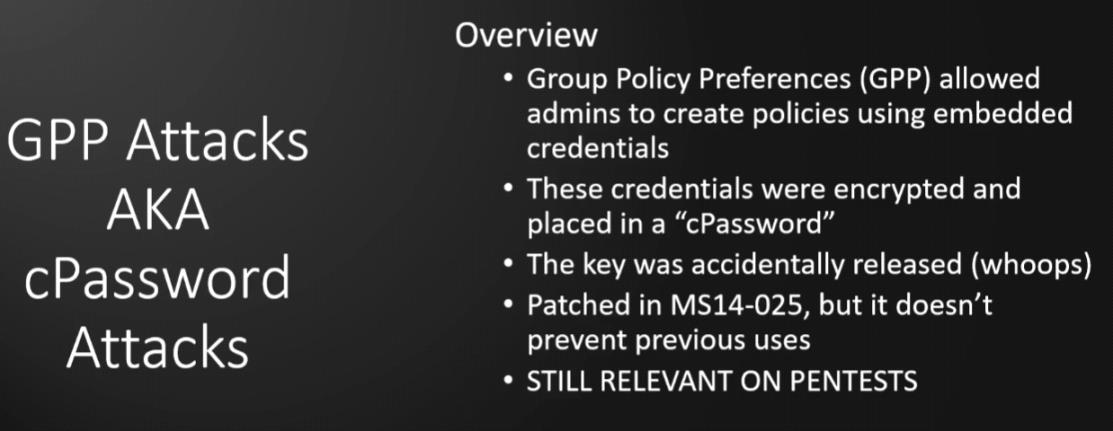 GPP Attacks
AKA
cPassword
Attacks
Overview
• Group Policy Preferences (GPP) allowed
admins to create policies using embedded
credentials
• These credentials were encrypted and
placed in a “cPassword”
• The key was accidentally released (whoops)
• Patched in MS14-025, but it doesn’t
prevent previous uses
• STILL RELEVANT ON PENTESTS